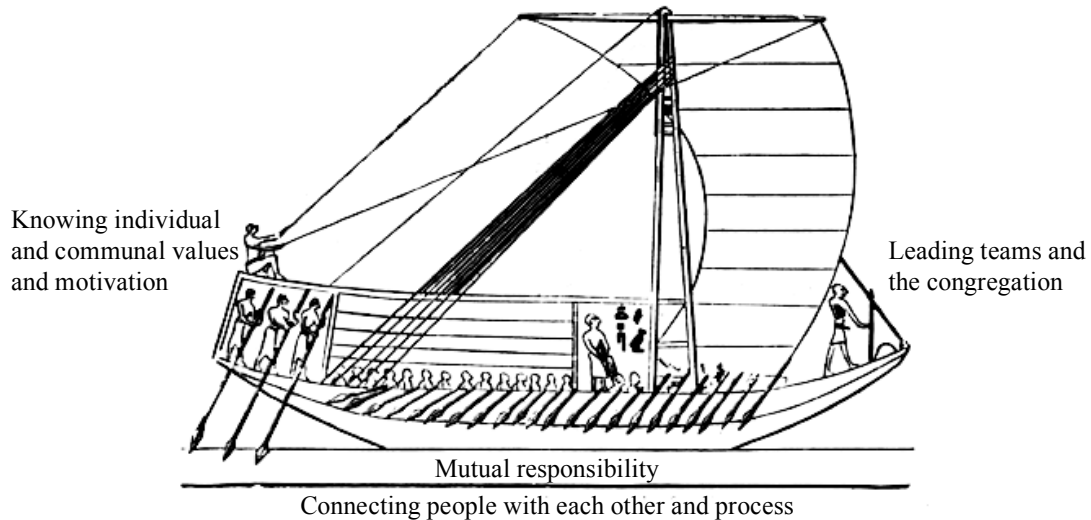 Knowing individual
and communal values
and motivation
Leading teams and
the congregation
Mutual responsibility
Connecting people with each other and process